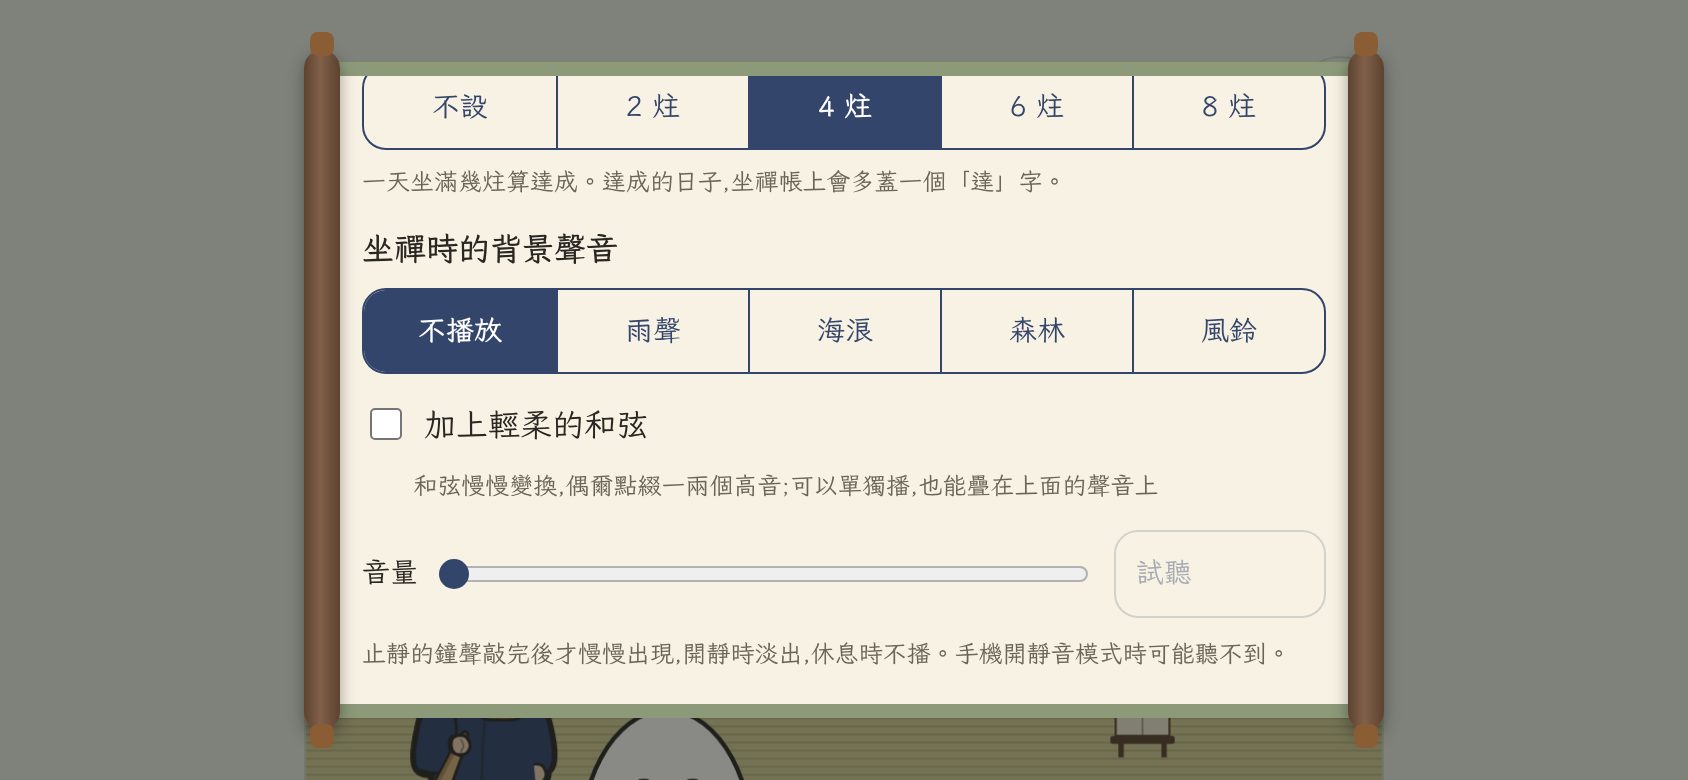 不設 2 炷 4 炷 6 炷 8 炷
一天坐滿幾炷算達成。達成的日子,坐禪帳上會多蓋一個「達」字。
坐禪時的背景聲音
不播放 雨聲 海浪 森林 風鈴
加上輕柔的和弦
和弦慢慢變換,偶爾點綴一兩個高音;可以單獨播,也能疊在上面的聲音上
音量 試聽
止靜的鐘聲敲完後才慢慢出現,開靜時淡出,休息時不播。手機開靜音模式時可能聽不到。